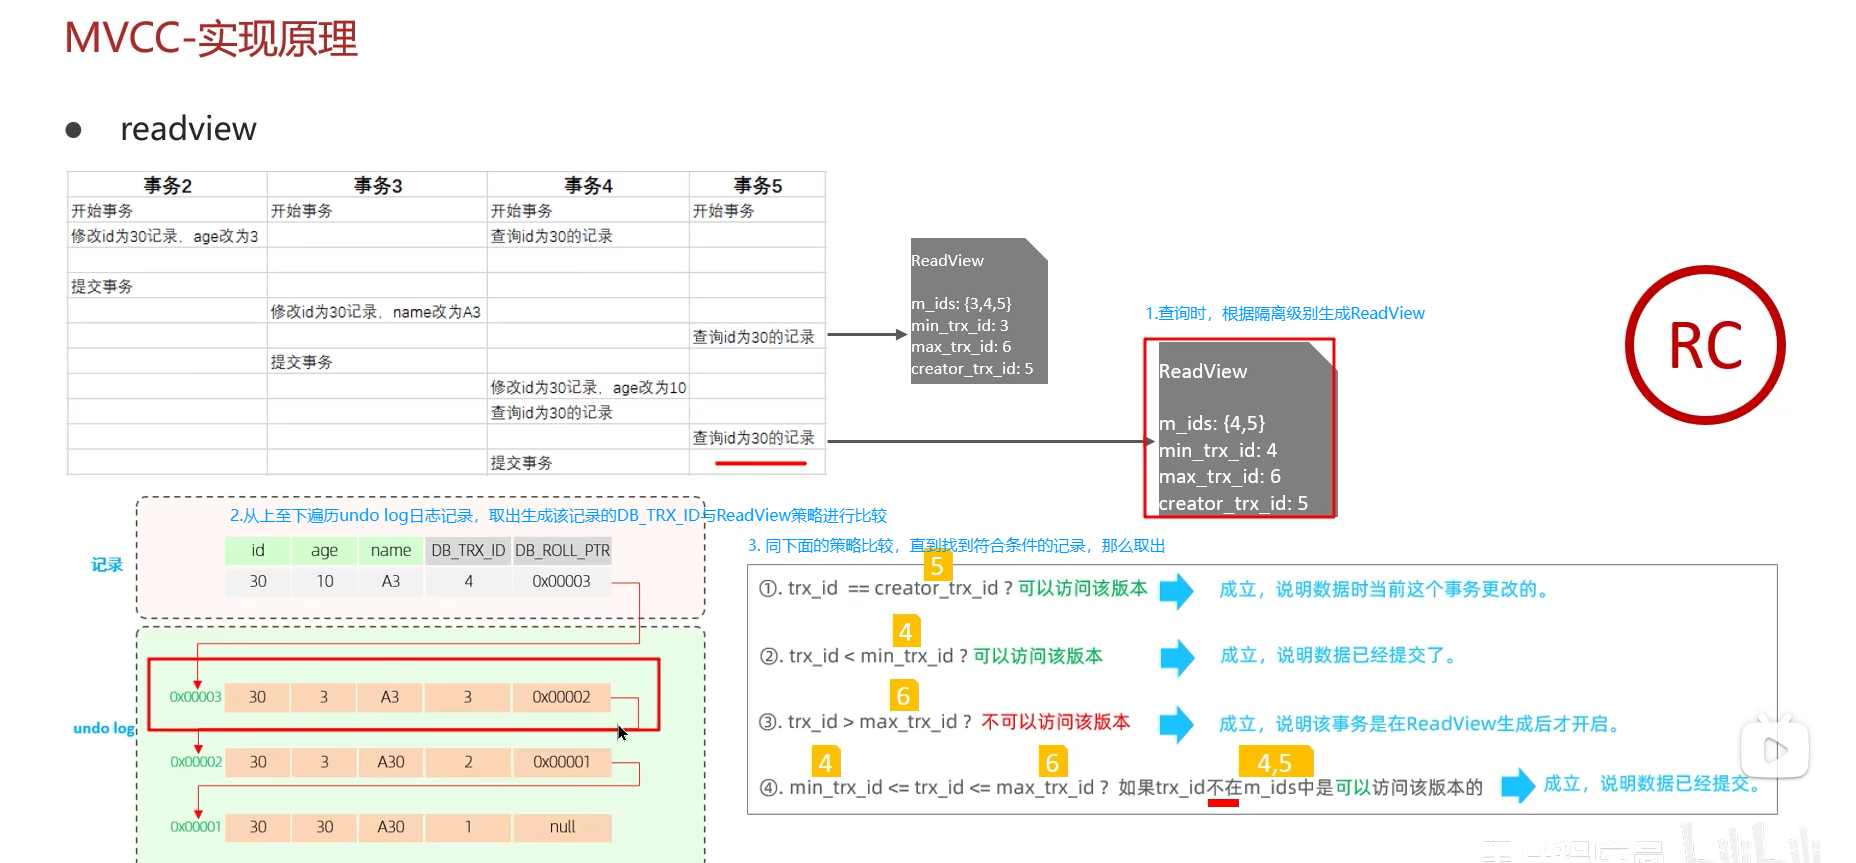 MVCC-实现原理
● readview
事务2 事务3 事务4 事务5
开始事务 开始事务 开始事务 开始事务
修改id为30记录，age改为3 查询id为30的记录
提交事务
修改id为30记录，name改为A3
查询id为30的记录
提交事务
修改id为30记录，age改为10
查询id为30的记录
查询id为30的记录
提交事务
ReadView
m_ids: {3,4,5}
min_trx_id: 3
max_trx_id: 6
creator_trx_id: 5
1.查询时，根据隔离级别生成ReadView
ReadView
m_ids: {4,5}
min_trx_id: 4
max_trx_id: 6
creator_trx_id: 5
RC
2.从上至下遍历undo log日志记录，取出生成该记录的DB_TRX_ID与ReadView策略进行比较
记录
id age name DB_TRX_ID DB_ROLL_PTR
30 10 A3 4 0x00003
undo log
0x00003 30 3 A3 3 0x00002
0x00002 30 3 A30 2 0x00001
0x00001 30 30 A30 1 null
3. 同下面的策略比较，直到找到符合条件的记录，那么取出
5
①. trx_id == creator_trx_id ? 可以访问该版本 成立，说明数据时当前这个事务更改的。
4
②. trx_id < min_trx_id ? 可以访问该版本 成立，说明数据已经提交了。
6
③. trx_id > max_trx_id ? 不可以访问该版本 成立，说明该事务是在ReadView生成后才开启。
4 6 4,5
④. min_trx_id <= trx_id <= max_trx_id ? 如果trx_id不在m_ids中是可以访问该版本的 成立，说明数据已经提交。